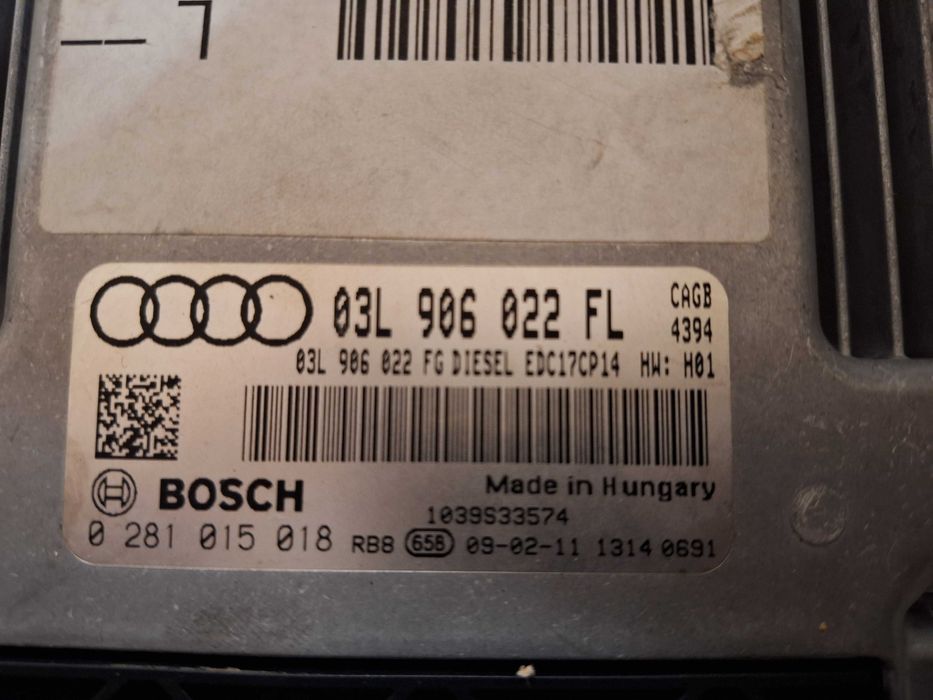 03L 906 022 FL CAGB
4394
03L 906 022 FG DIESEL EDC17CP14 HW: H01
BOSCH Made in Hungary
1039S33574
0 281 015 018 RB8 658 09-02-11 1314 0691